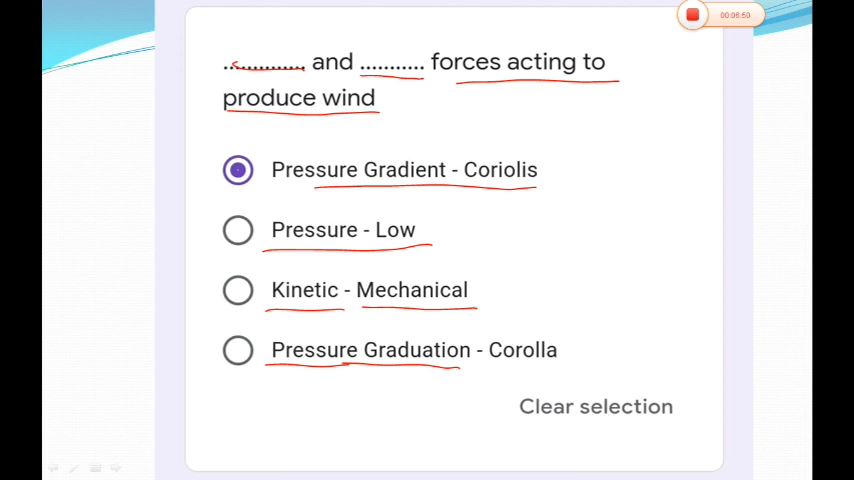 00:06:50
............ and ........... forces acting to
produce wind
Pressure Gradient - Coriolis
Pressure - Low
Kinetic - Mechanical
Pressure Graduation - Corolla
Clear selection